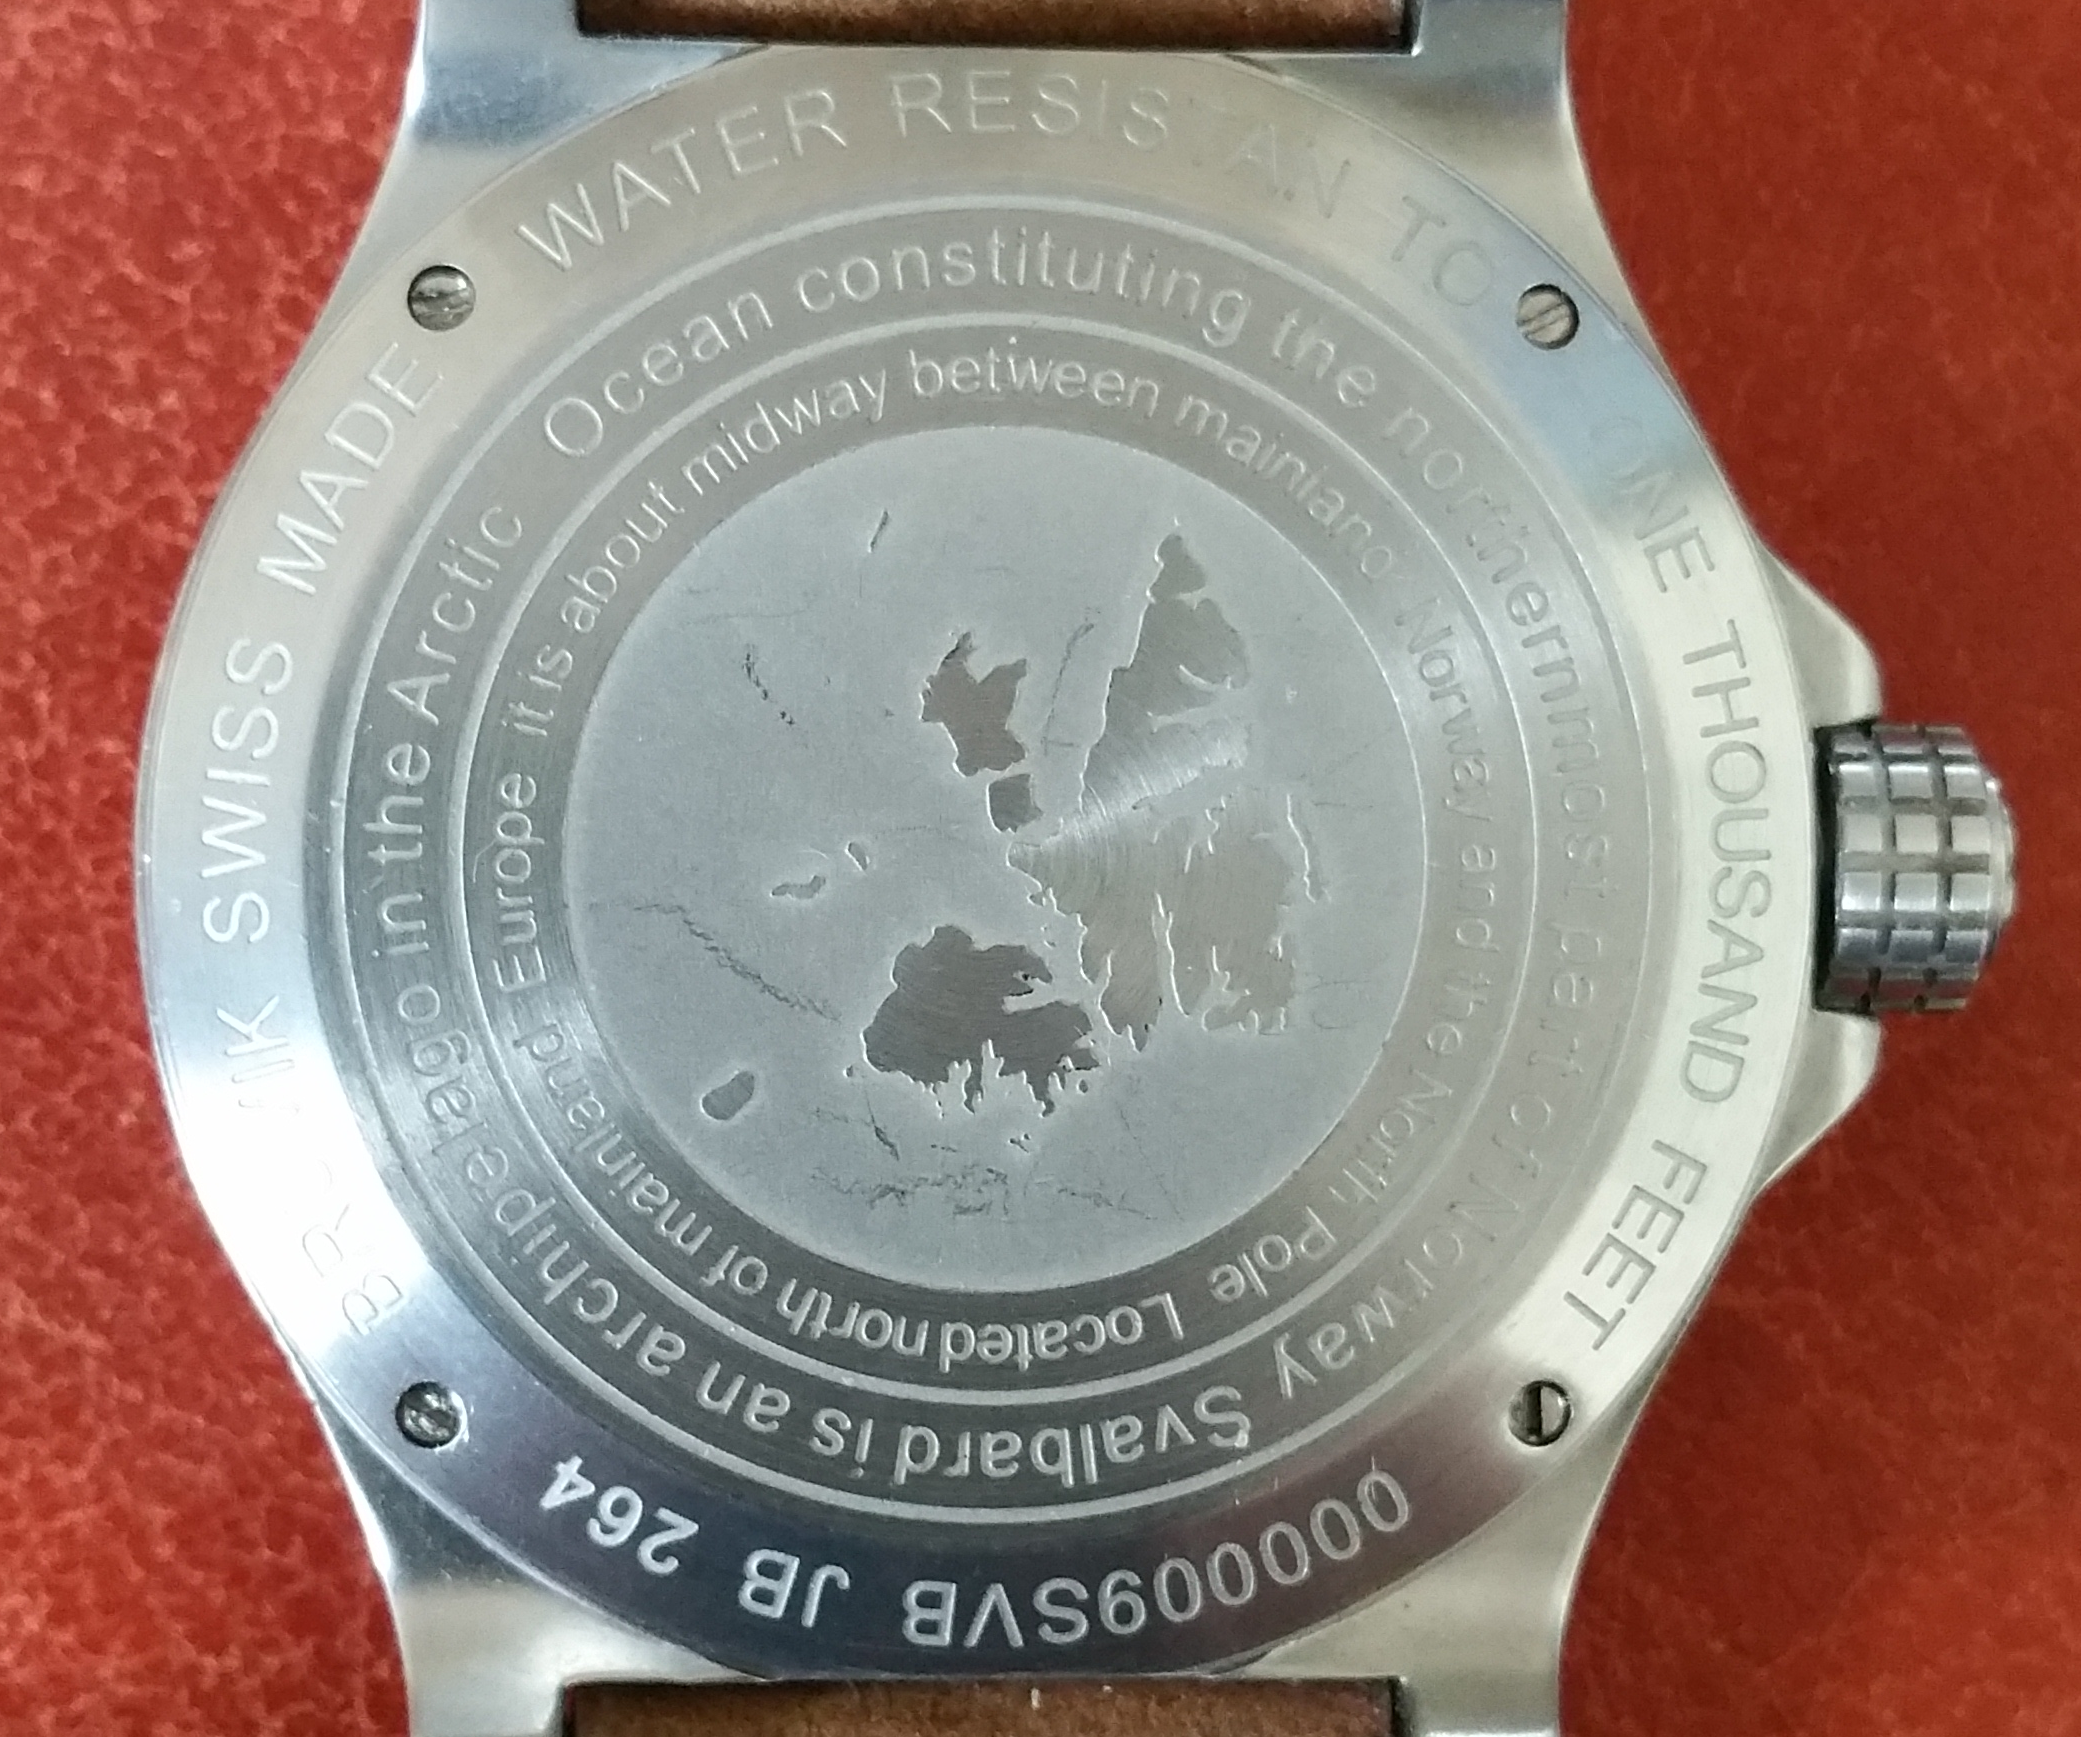 SWISS MADE
WATER RESISTAN TO
ONE THOUSAND FEET
000009SVB JB 264
Svalbard is an archipelago in the Arctic Ocean constituting the northernmost part of Norway
Located north of mainland Europe it is about midway between mainland Norway and the North Pole